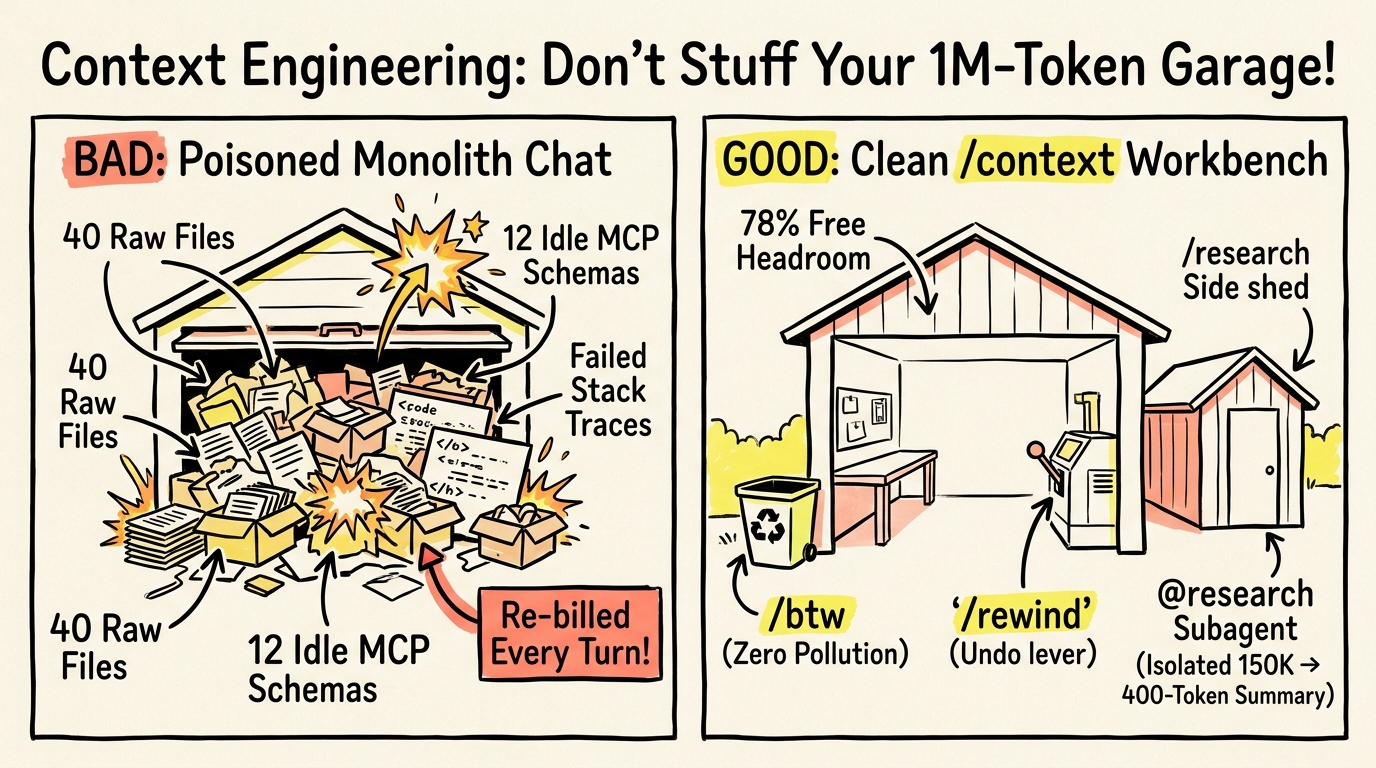 Context Engineering: Don't Stuff Your 1M-Token Garage!
BAD: Poisoned Monolith Chat
40 Raw Files
12 Idle MCP
Schemas
40
Raw
Files
Failed
Stack
Traces
<code
</b>
</h>
40 Raw
Files
12 Idle MCP
Schemas
Re-billed
Every Turn!
GOOD: Clean /context Workbench
78% Free
Headroom
/research
Side shed
/btw
(Zero Pollution)
'/rewind'
(Undo lever)
@research
Subagent
(Isolated 150K →
400-Token Summary)